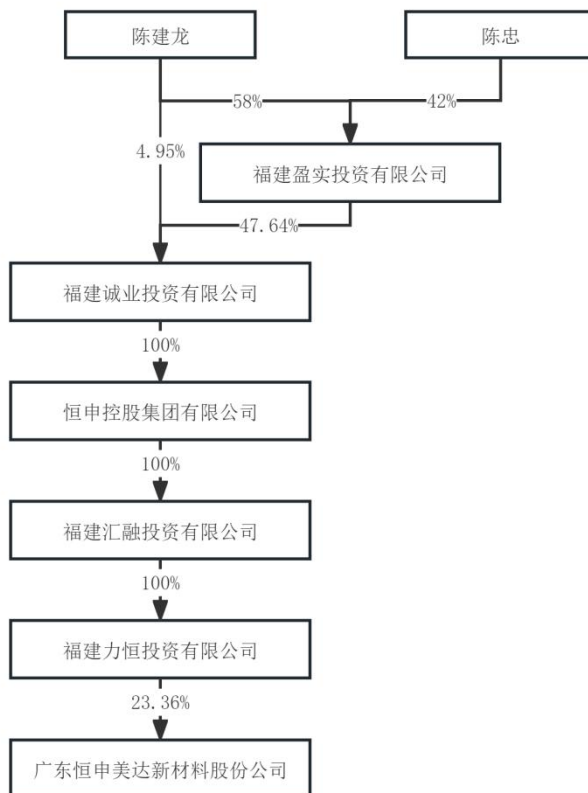 陈建龙
陈忠
58%
42%
4.95%
福建盈实投资有限公司
47.64%
福建诚业投资有限公司
100%
恒申控股集团有限公司
100%
福建汇融投资有限公司
100%
福建力恒投资有限公司
23.36%
广东恒申美达新材料股份公司